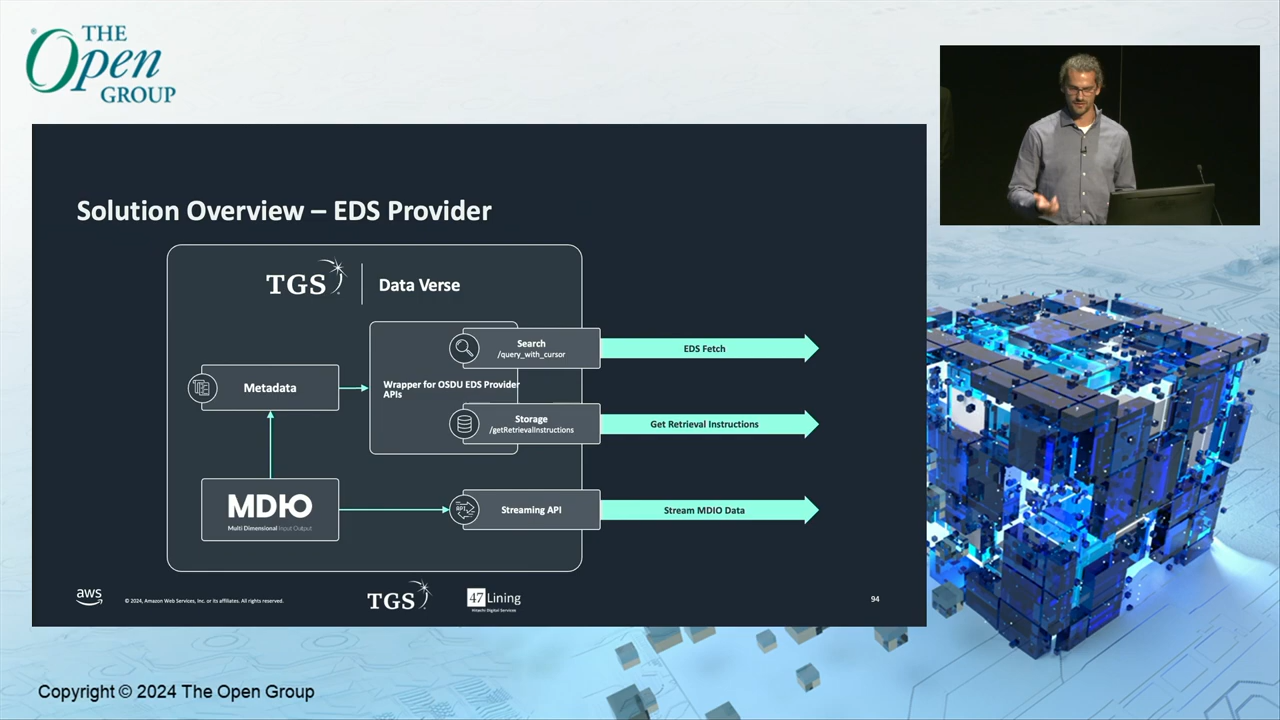 THE
Open
GROUP
Solution Overview – EDS Provider
TGS
Data Verse
Search
/query_with_cursor
EDS Fetch
Metadata
Wrapper for OSDU EDS Provider
APIs
Storage
/getRetrievalInstructions
Get Retrieval Instructions
MDIO
Multi Dimensional Input Output
API
Streaming API
Stream MDIO Data
aws
© 2024, Amazon Web Services, Inc. or its affiliates. All rights reserved.
TGS
47 Lining
Hitachi Digital Services
94
Copyright © 2024 The Open Group